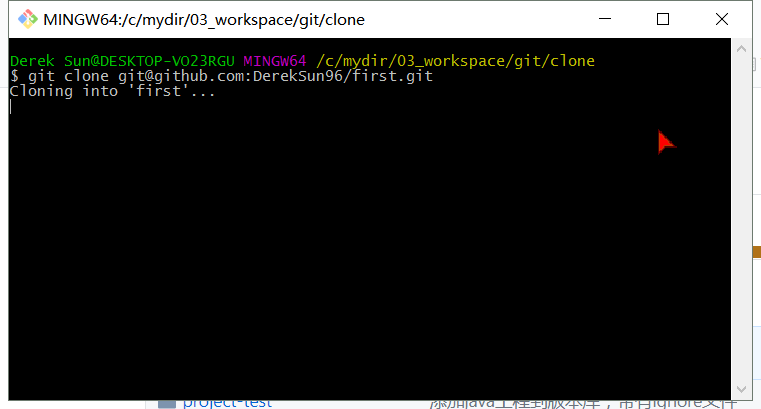 MINGW64:/c/mydir/03_workspace/git/clone
Derek Sun@DESKTOP-VO23RGU MINGW64 /c/mydir/03_workspace/git/clone
$ git clone git@github.com:DerekSun96/first.git
Cloning into 'first'...
project-test
添加java工程到版本库，带有ignore文件